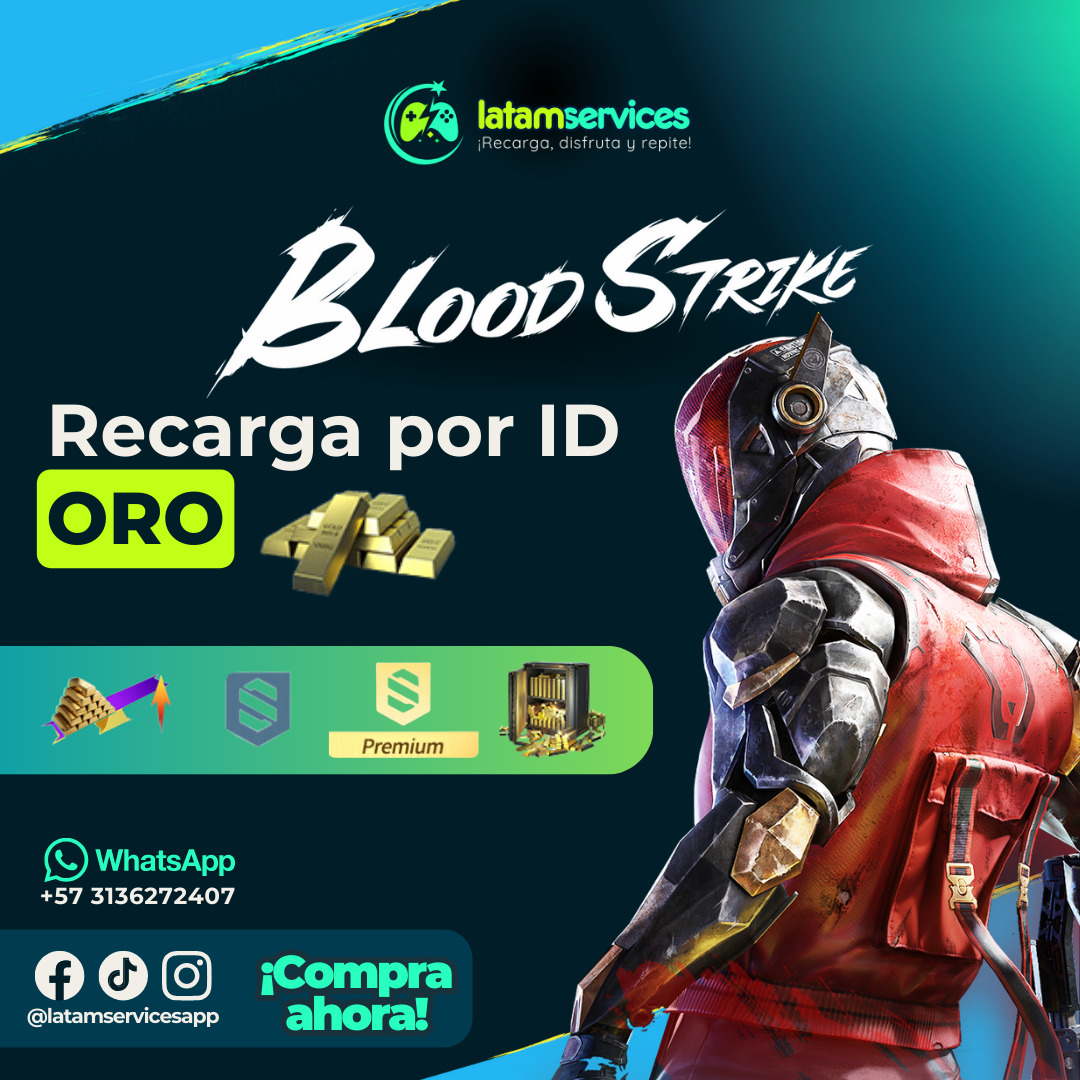 latamservices
¡Recarga, disfruta y repite!
BLOOD STRIKE
Recarga por ID
ORO
Premium
WhatsApp
+57 3136272407
@latamservicesapp
¡Compra
ahora!